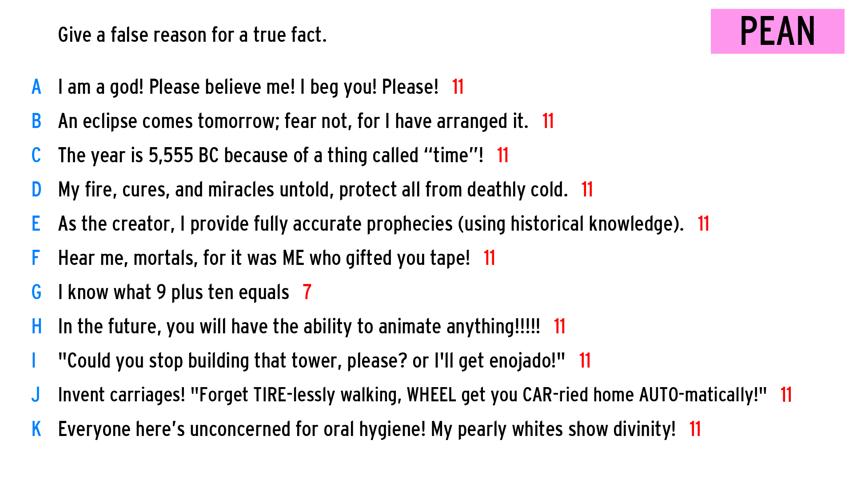 Give a false reason for a true fact.
PEAN
A I am a god! Please believe me! I beg you! Please! 11
B An eclipse comes tomorrow; fear not, for I have arranged it. 11
C The year is 5,555 BC because of a thing called “time”! 11
D My fire, cures, and miracles untold, protect all from deathly cold. 11
E As the creator, I provide fully accurate prophecies (using historical knowledge). 11
F Hear me, mortals, for it was ME who gifted you tape! 11
G I know what 9 plus ten equals 7
H In the future, you will have the ability to animate anything!!!!! 11
I "Could you stop building that tower, please? or I'll get enojado!" 11
J Invent carriages! "Forget TIRE-lessly walking, WHEEL get you CAR-ried home AUTO-matically!" 11
K Everyone here’s unconcerned for oral hygiene! My pearly whites show divinity! 11